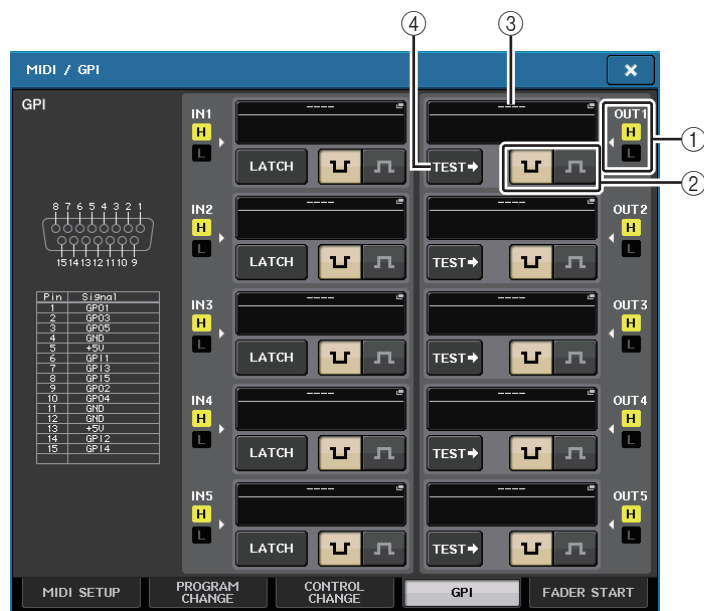 ④ ③
MIDI / GPI ×
GPI
IN1 ---- ---- OUT1
H H ①
L L
LATCH TEST ②
IN2 ---- ---- OUT2
H H
L L
LATCH TEST
8 7 6 5 4 3 2 1
15 14 13 12 11 10 9
Pin Signal
1 GPO1
2 GPO3
3 GPO5
4 GND
5 +5V
6 GPI1
7 GPI3
8 GPI5
9 GPO2
10 GPO4
11 GND
12 GND
13 +5V
14 GPI2
15 GPI4
IN3 ---- ---- OUT3
H H
L L
LATCH TEST
IN4 ---- ---- OUT4
H H
L L
LATCH TEST
IN5 ---- ---- OUT5
H H
L L
LATCH TEST
MIDI SETUP PROGRAM CHANGE CONTROL CHANGE GPI FADER START